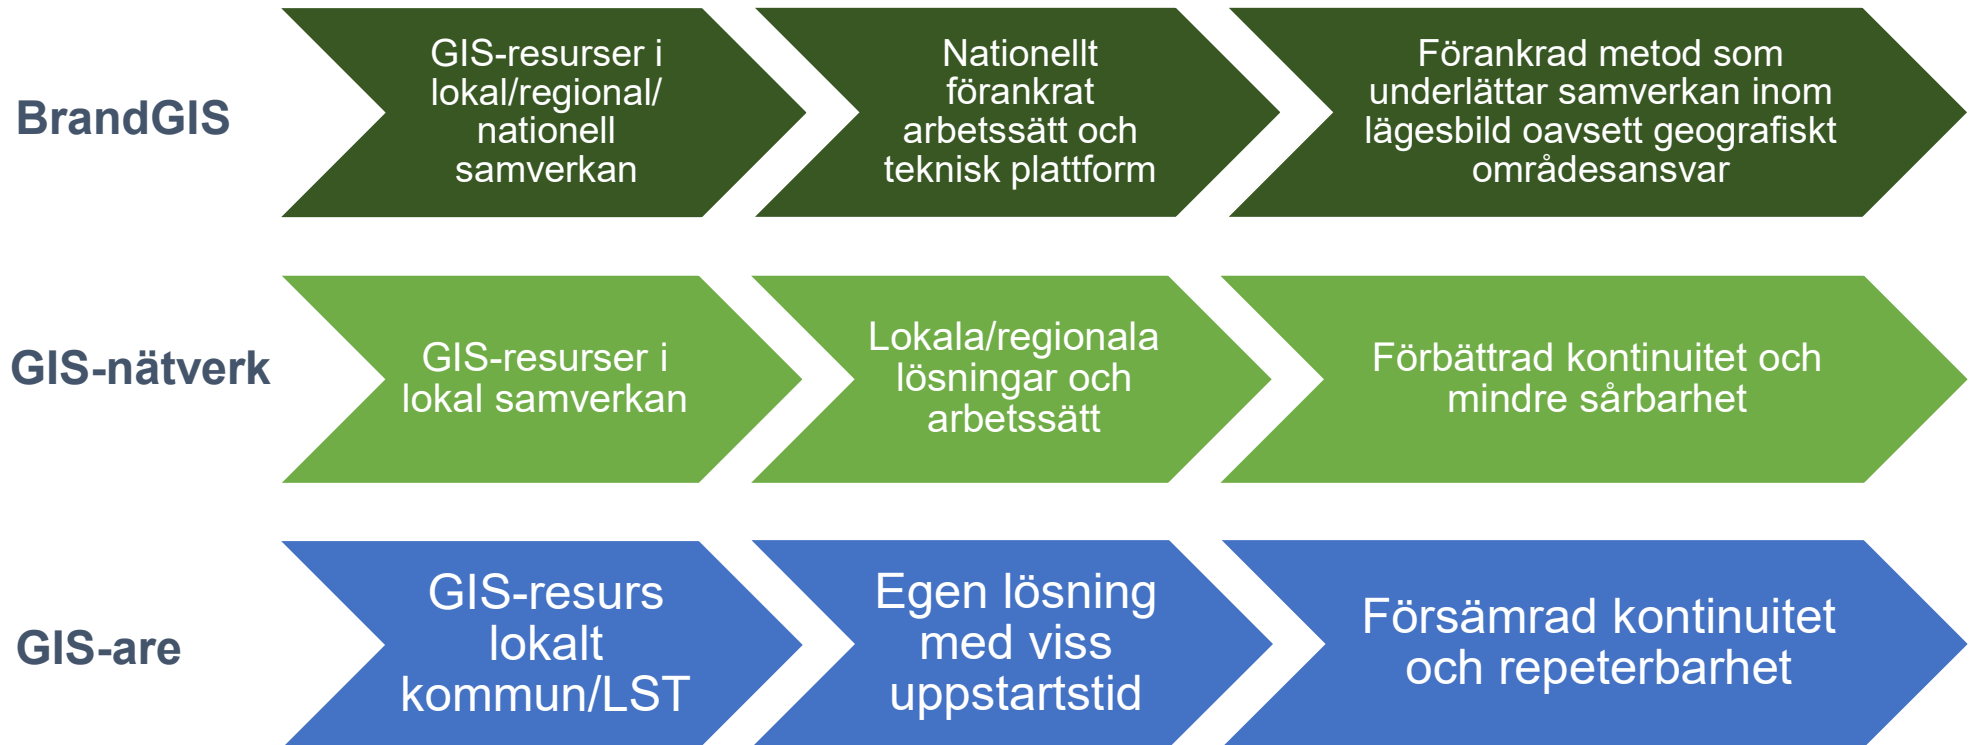 BrandGIS
GIS-resurser i
lokal/regional/
nationell
samverkan
Nationellt
förankrat
arbetssätt och
teknisk plattform
Förankrad metod som
underlättar samverkan inom
lägesbild oavsett geografiskt
områdesansvar
GIS-nätverk
GIS-resurser i
lokal samverkan
Lokala/regionala
lösningar och
arbetssätt
Förbättrad kontinuitet och
mindre sårbarhet
GIS-are
GIS-resurs
lokalt
kommun/LST
Egen lösning
med viss
uppstartstid
Försämrad kontinuitet
och repeterbarhet